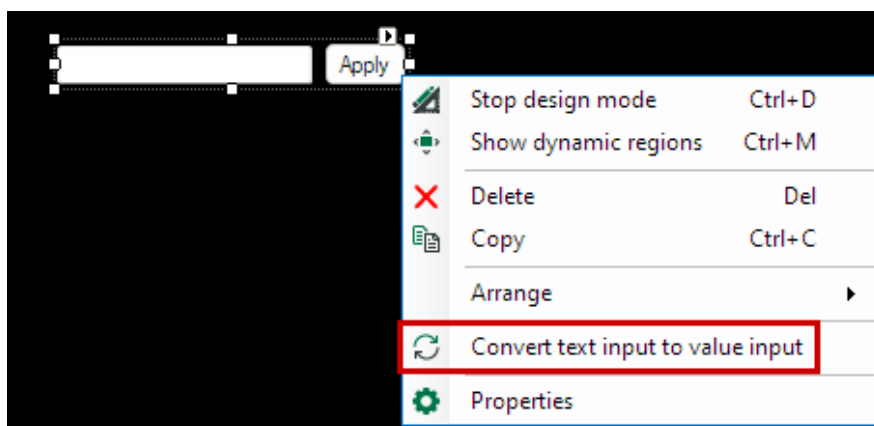 Apply
Stop design mode Ctrl+D
Show dynamic regions Ctrl+M
Delete Del
Copy Ctrl+C
Arrange
Convert text input to value input
Properties